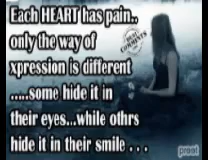 Each HEART has pain..
only the way of
xpression is different
.....some hide it in
their eyes...while othrs
hide it in their smile . . .
COMMENTS